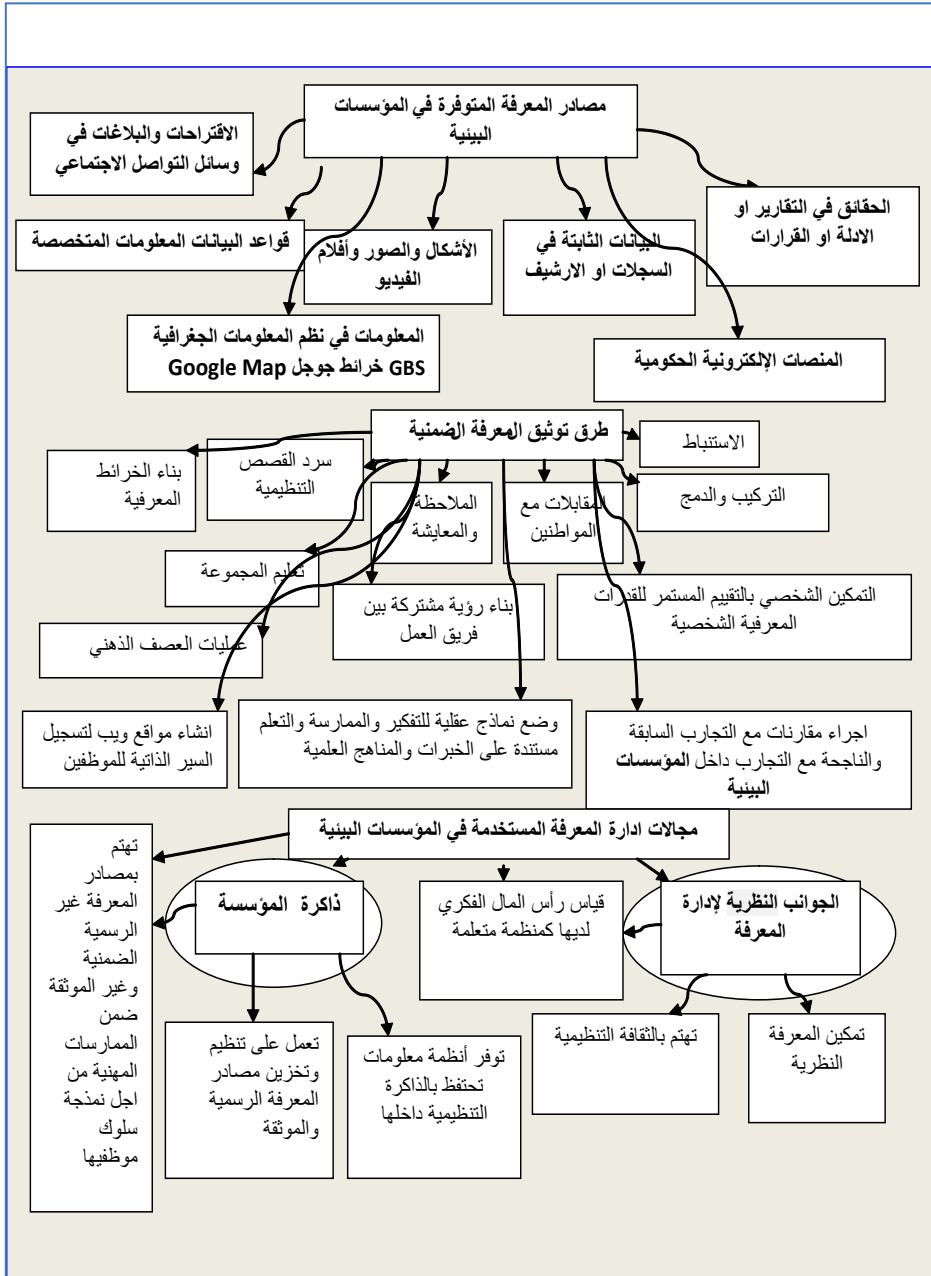 مصادر المعرفة المتوفرة في المؤسسات
البيئية
الاقتراحات والبلاغات في
وسائل التواصل الاجتماعي
الحقائق في التقارير او
الادلة او القرارات
قواعد البيانات المعلومات المتخصصة
الأشكال والصور وأفلام
الفيديو
البيانات الثابتة في
السجلات او الارشيف
المعلومات في نظم المعلومات الجغرافية
GBS خرائط جوجل Google Map
المنصات الإلكترونية الحكومية
طرق توثيق المعرفة الضمنية
الاستنباط
سرد القصص
التنظيمية
بناء الخرائط
المعرفية
التركيب والدمج
المقابلات مع
المواطنين
الملاحظة
والمعايشة
تعليم المجموعة
التمكين الشخصي بالتقييم المستمر للقدرات
المعرفية الشخصية
بناء رؤية مشتركة بين
فريق العمل
عمليات العصف الذهني
اجراء مقارنات مع التجارب السابقة
والناجحة مع التجارب داخل المؤسسات
البيئية
وضع نماذج عقلية للتفكير والممارسة والتعلم
مستندة على الخبرات والمناهج العلمية
انشاء مواقع ويب لتسجيل
السير الذاتية للموظفين
مجالات ادارة المعرفة المستخدمة في المؤسسات البيئية
الجوانب النظرية لإدارة
المعرفة
قياس رأس المال الفكري
لديها كمنظمة متعلمة
ذاكرة المؤسسة
تهتم
بمصادر
المعرفة غير
الرسمية
الضمنية
وغير الموثقة
ضمن
الممارسات
المهنية من
اجل نمذجة
سلوك
موظفيها
تمكين المعرفة
النظرية
تهتم بالثقافة التنظيمية
توفر أنظمة معلومات
تحتفظ بالذاكرة
التنظيمية داخلها
تعمل على تنظيم
وتخزين مصادر
المعرفة الرسمية
والموثقة